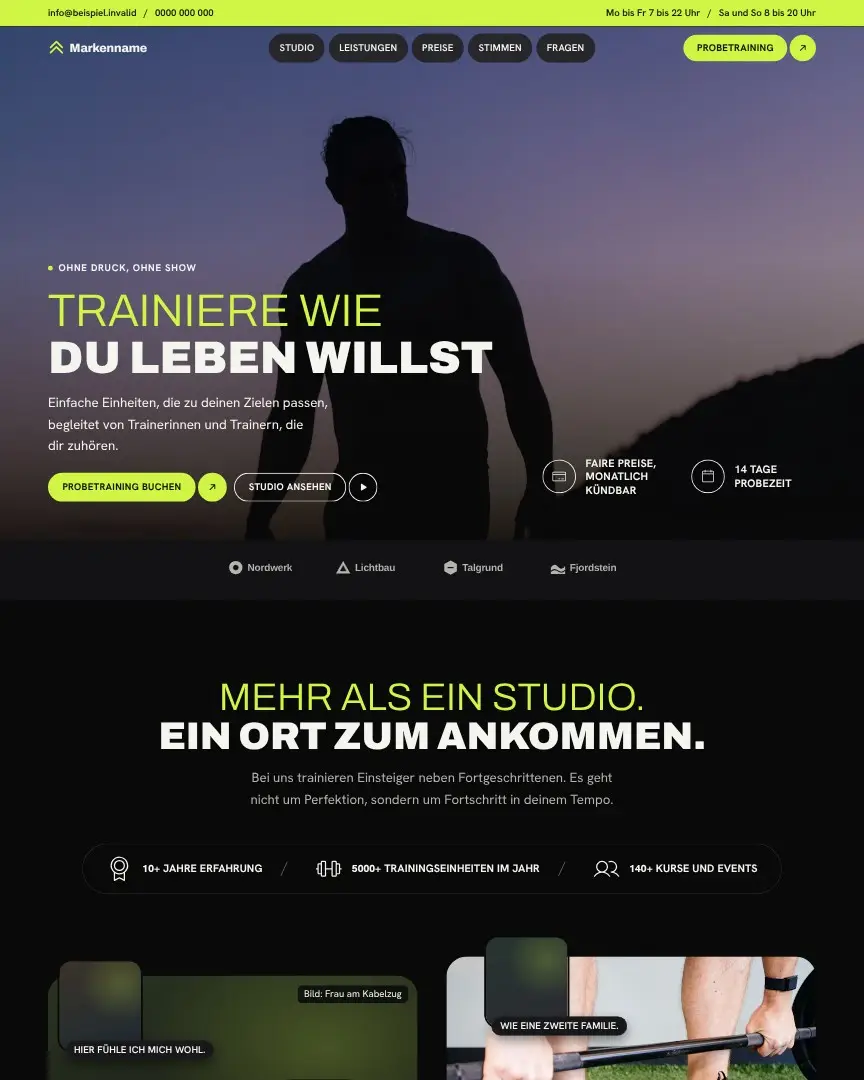 info@beispiel.invalid / 0000 000 000
Mo bis Fr 7 bis 22 Uhr / Sa und So 8 bis 20 Uhr
Markenname
STUDIO
LEISTUNGEN
PREISE
STIMMEN
FRAGEN
PROBETRAINING
OHNE DRUCK, OHNE SHOW
TRAINIERE WIE
DU LEBEN WILLST
Einfache Einheiten, die zu deinen Zielen passen,
begleitet von Trainerinnen und Trainern, die
dir zuhören.
PROBETRAINING BUCHEN
STUDIO ANSEHEN
FAIRE PREISE,
MONATLICH
KÜNDBAR
14 TAGE
PROBEZEIT
Nordwerk
Lichtbau
Talgrund
Fjordstein
MEHR ALS EIN STUDIO.
EIN ORT ZUM ANKOMMEN.
Bei uns trainieren Einsteiger neben Fortgeschrittenen. Es geht
nicht um Perfektion, sondern um Fortschritt in deinem Tempo.
10+ JAHRE ERFAHRUNG /
5000+ TRAININGSEINHEITEN IM JAHR /
140+ KURSE UND EVENTS
Bild: Frau am Kabelzug
HIER FÜHLE ICH MICH WOHL.
WIE EINE ZWEITE FAMILIE.